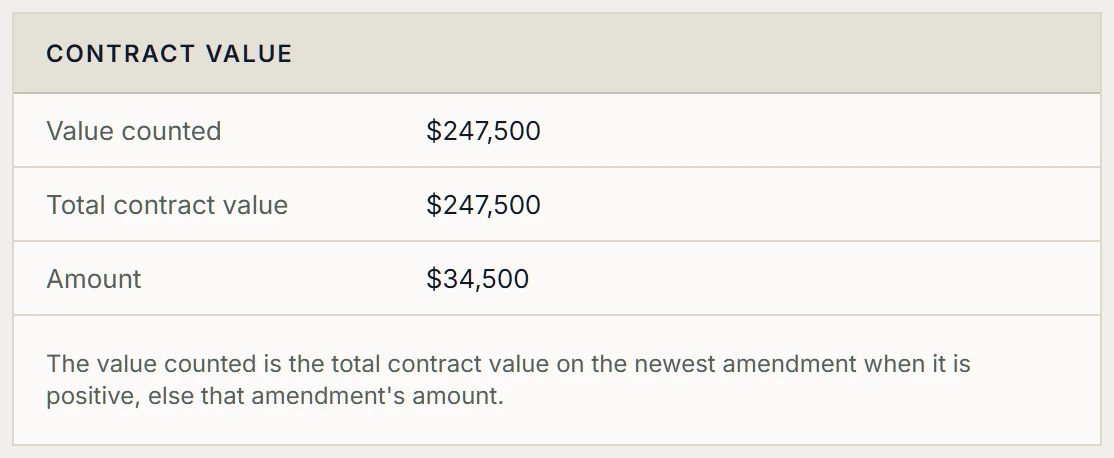 CONTRACT VALUE
Value counted $247,500
Total contract value $247,500
Amount $34,500
The value counted is the total contract value on the newest amendment when it is
positive, else that amendment's amount.